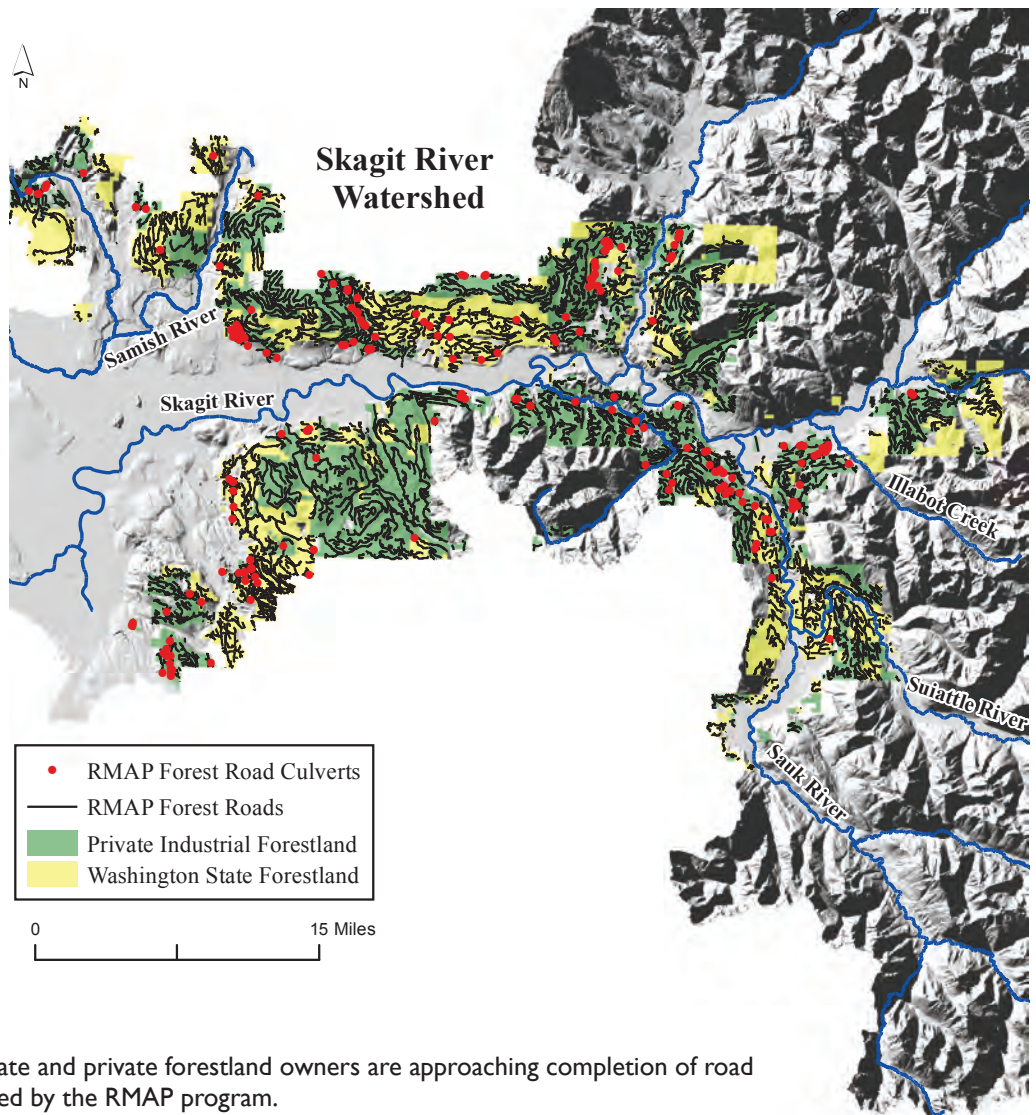 N
Skagit River
Watershed
Samish River
Skagit River
Illabot Creek
Suiattle River
Sauk River
RMAP Forest Road Culverts
RMAP Forest Roads
Private Industrial Forestland
Washington State Forestland
0 15 Miles
ate and private forestland owners are approaching completion of road
ed by the RMAP program.